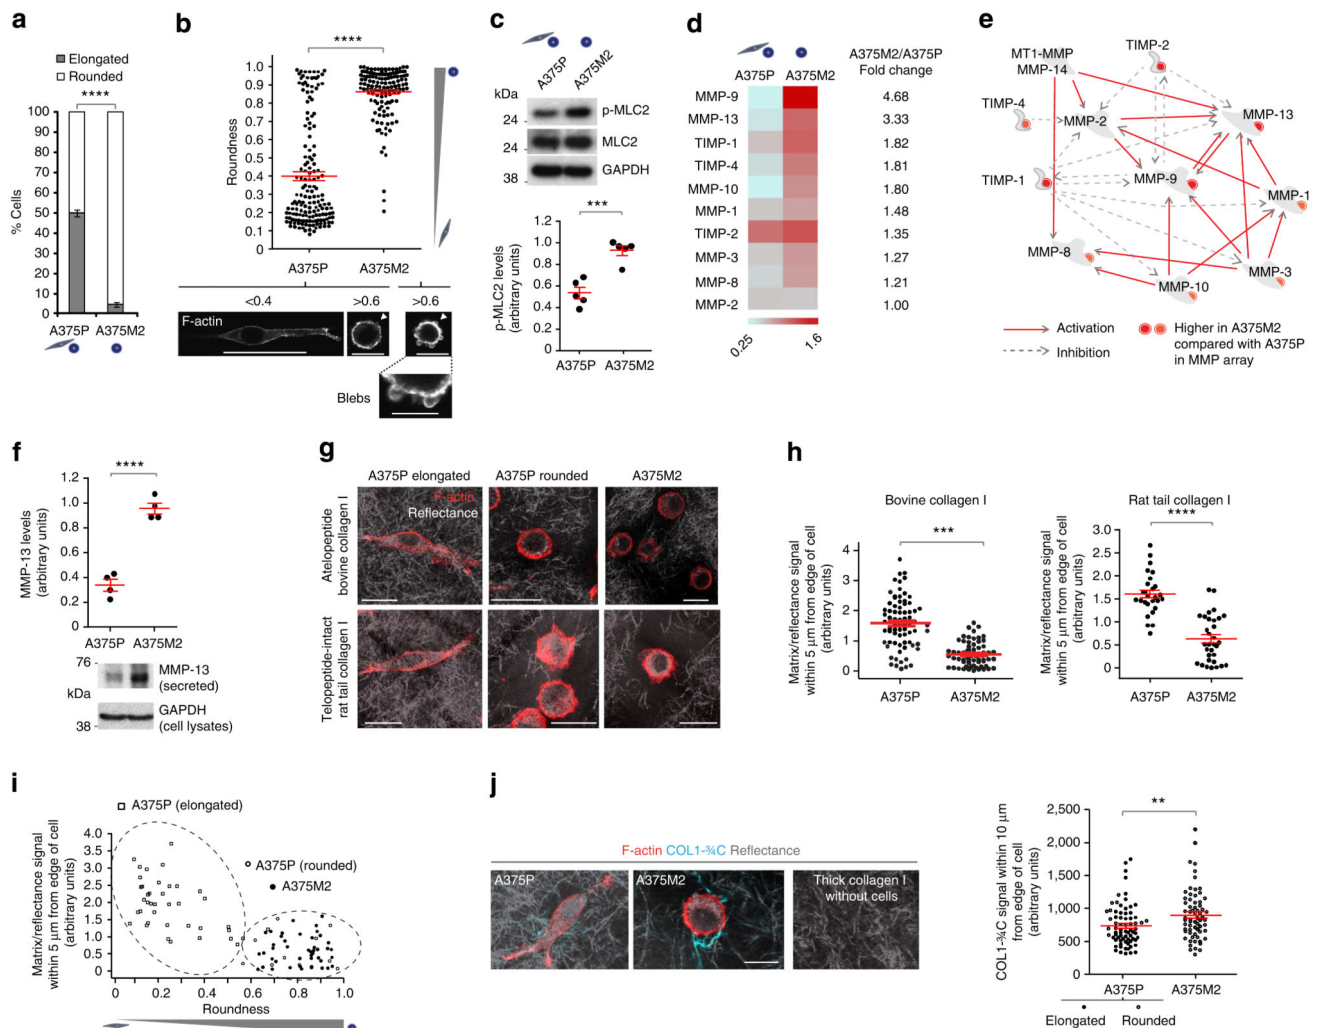 a
Elongated
Rounded
****
% Cells
100
90
80
70
60
50
40
30
20
10
0
A375P A375M2
b
****
Roundness
1.0
0.9
0.8
0.7
0.6
0.5
0.4
0.3
0.2
0.1
0
A375P A375M2
<0.4 >0.6 >0.6
F-actin
Blebs
c
A375P A375M2
kDa
24 p-MLC2
24 MLC2
38 GAPDH
***
p-MLC2 levels
(arbitrary units)
1.2
1.0
0.8
0.6
0.4
0.2
0
A375P A375M2
d
A375M2/A375P
Fold change
A375P A375M2
MMP-9 4.68
MMP-13 3.33
TIMP-1 1.82
TIMP-4 1.81
MMP-10 1.80
MMP-1 1.48
TIMP-2 1.35
MMP-3 1.27
MMP-8 1.21
MMP-2 1.00
0.25 1.6
e
TIMP-2
MT1-MMP
MMP-14
TIMP-4
MMP-2
MMP-13
TIMP-1
MMP-9
MMP-1
MMP-8
MMP-3
MMP-10
Activation
Inhibition
Higher in A375M2
compared with A375P
in MMP array
f
****
MMP-13 levels
(arbitrary units)
1.2
1.0
0.8
0.6
0.4
0.2
0
A375P A375M2
76
kDa
38
MMP-13
(secreted)
GAPDH
(cell lysates)
g
A375P elongated A375P rounded A375M2
F-actin
Reflectance
Atelopeptide
bovine collagen I
Telopeptide-intact
rat tail collagen I
h
Bovine collagen I
***
Matrix/reflectance signal
within 5 µm from edge of cell
(arbitrary units)
4
3
2
1
0
A375P A375M2
Rat tail collagen I
****
Matrix/reflectance signal
within 5 µm from edge of cell
(arbitrary units)
3.0
2.5
1.5
1.5
0.5
0.0
A375P A375M2
i
A375P (elongated)
A375P (rounded)
A375M2
Matrix/reflectance signal
within 5 µm from edge of cell
(arbitrary units)
4.0
3.5
3.0
2.5
2.0
1.5
1.0
0.5
0
0 0.2 0.4 0.6 0.8 1.0
Roundness
j
F-actin COL1-¾C Reflectance
A375P
A375M2
Thick collagen I
without cells
**
COL1-¾C signal within 10 µm
from edge of cell
(arbitrary units)
2,500
2,000
1,500
1,000
500
0
A375P A375M2
Elongated Rounded